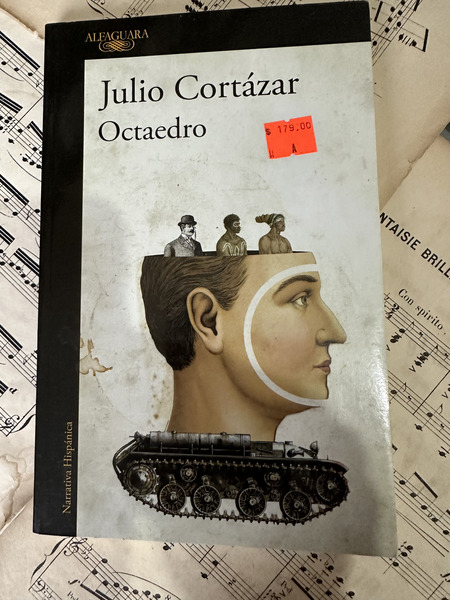 ALFAGUARA
Julio Cortázar
Octaedro
$ 179.00
A
Narrativa Hispánica
NTAISIE BRILL
Con spirito